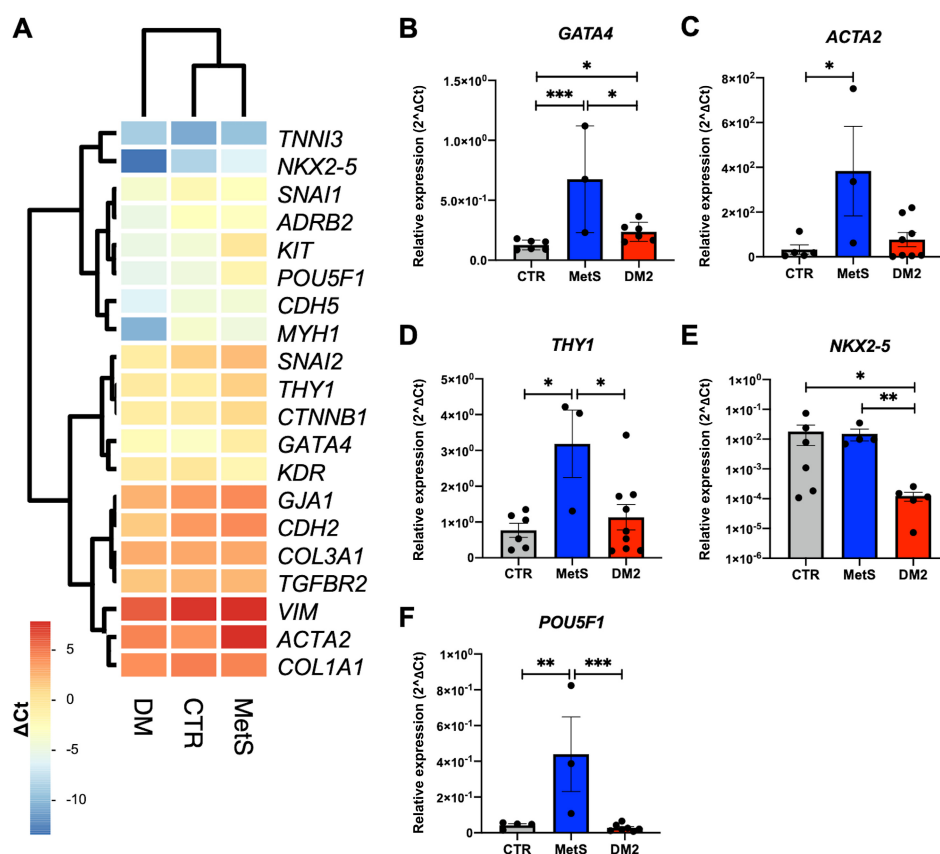 A
TNNI3
NKX2-5
SNAI1
ADRB2
KIT
POU5F1
CDH5
MYH1
SNAI2
THY1
CTNNB1
GATA4
KDR
GJA1
CDH2
COL3A1
TGFBR2
VIM
ACTA2
COL1A1
DM
CTR
MetS
ΔCt
5
0
-5
-10
B
GATA4
Relative expression (2^ΔCt)
1.5×10⁰
1.0×10⁰
5.0×10⁻¹
0.0
*
***
*
CTR MetS DM2
C
ACTA2
Relative expression (2^ΔCt)
8×10²
6×10²
4×10²
2×10²
0
*
CTR MetS DM2
D
THY1
Relative expression (2^ΔCt)
5×10⁰
4×10⁰
3×10⁰
2×10⁰
1×10⁰
0
*
*
CTR MetS DM2
E
NKX2-5
Relative expression (2^ΔCt)
1×10⁰
1×10⁻¹
1×10⁻²
1×10⁻³
1×10⁻⁴
1×10⁻⁵
1×10⁻⁶
*
**
CTR MetS DM2
F
POU5F1
Relative expression (2^ΔCt)
1×10⁰
8×10⁻¹
6×10⁻¹
4×10⁻¹
2×10⁻¹
0
**
***
CTR MetS DM2